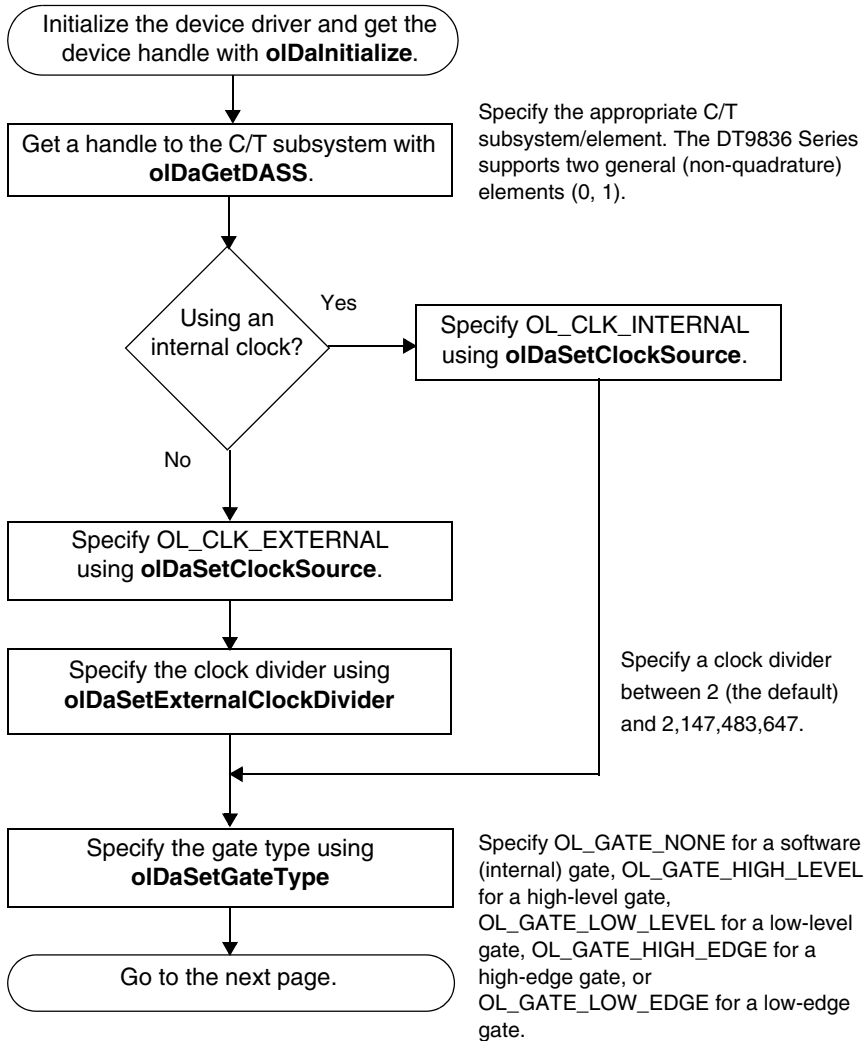 Initialize the device driver and get the
device handle with olDaInitialize.
Get a handle to the C/T subsystem with
olDaGetDASS.
Specify the appropriate C/T
subsystem/element. The DT9836 Series
supports two general (non-quadrature)
elements (0, 1).
Using an
internal clock?
Yes
Specify OL_CLK_INTERNAL
using olDaSetClockSource.
No
Specify OL_CLK_EXTERNAL
using olDaSetClockSource.
Specify the clock divider using
olDaSetExternalClockDivider
Specify a clock divider
between 2 (the default)
and 2,147,483,647.
Specify the gate type using
olDaSetGateType
Specify OL_GATE_NONE for a software
(internal) gate, OL_GATE_HIGH_LEVEL
for a high-level gate,
OL_GATE_LOW_LEVEL for a low-level
gate, OL_GATE_HIGH_EDGE for a
high-edge gate, or
OL_GATE_LOW_EDGE for a low-edge
gate.
Go to the next page.